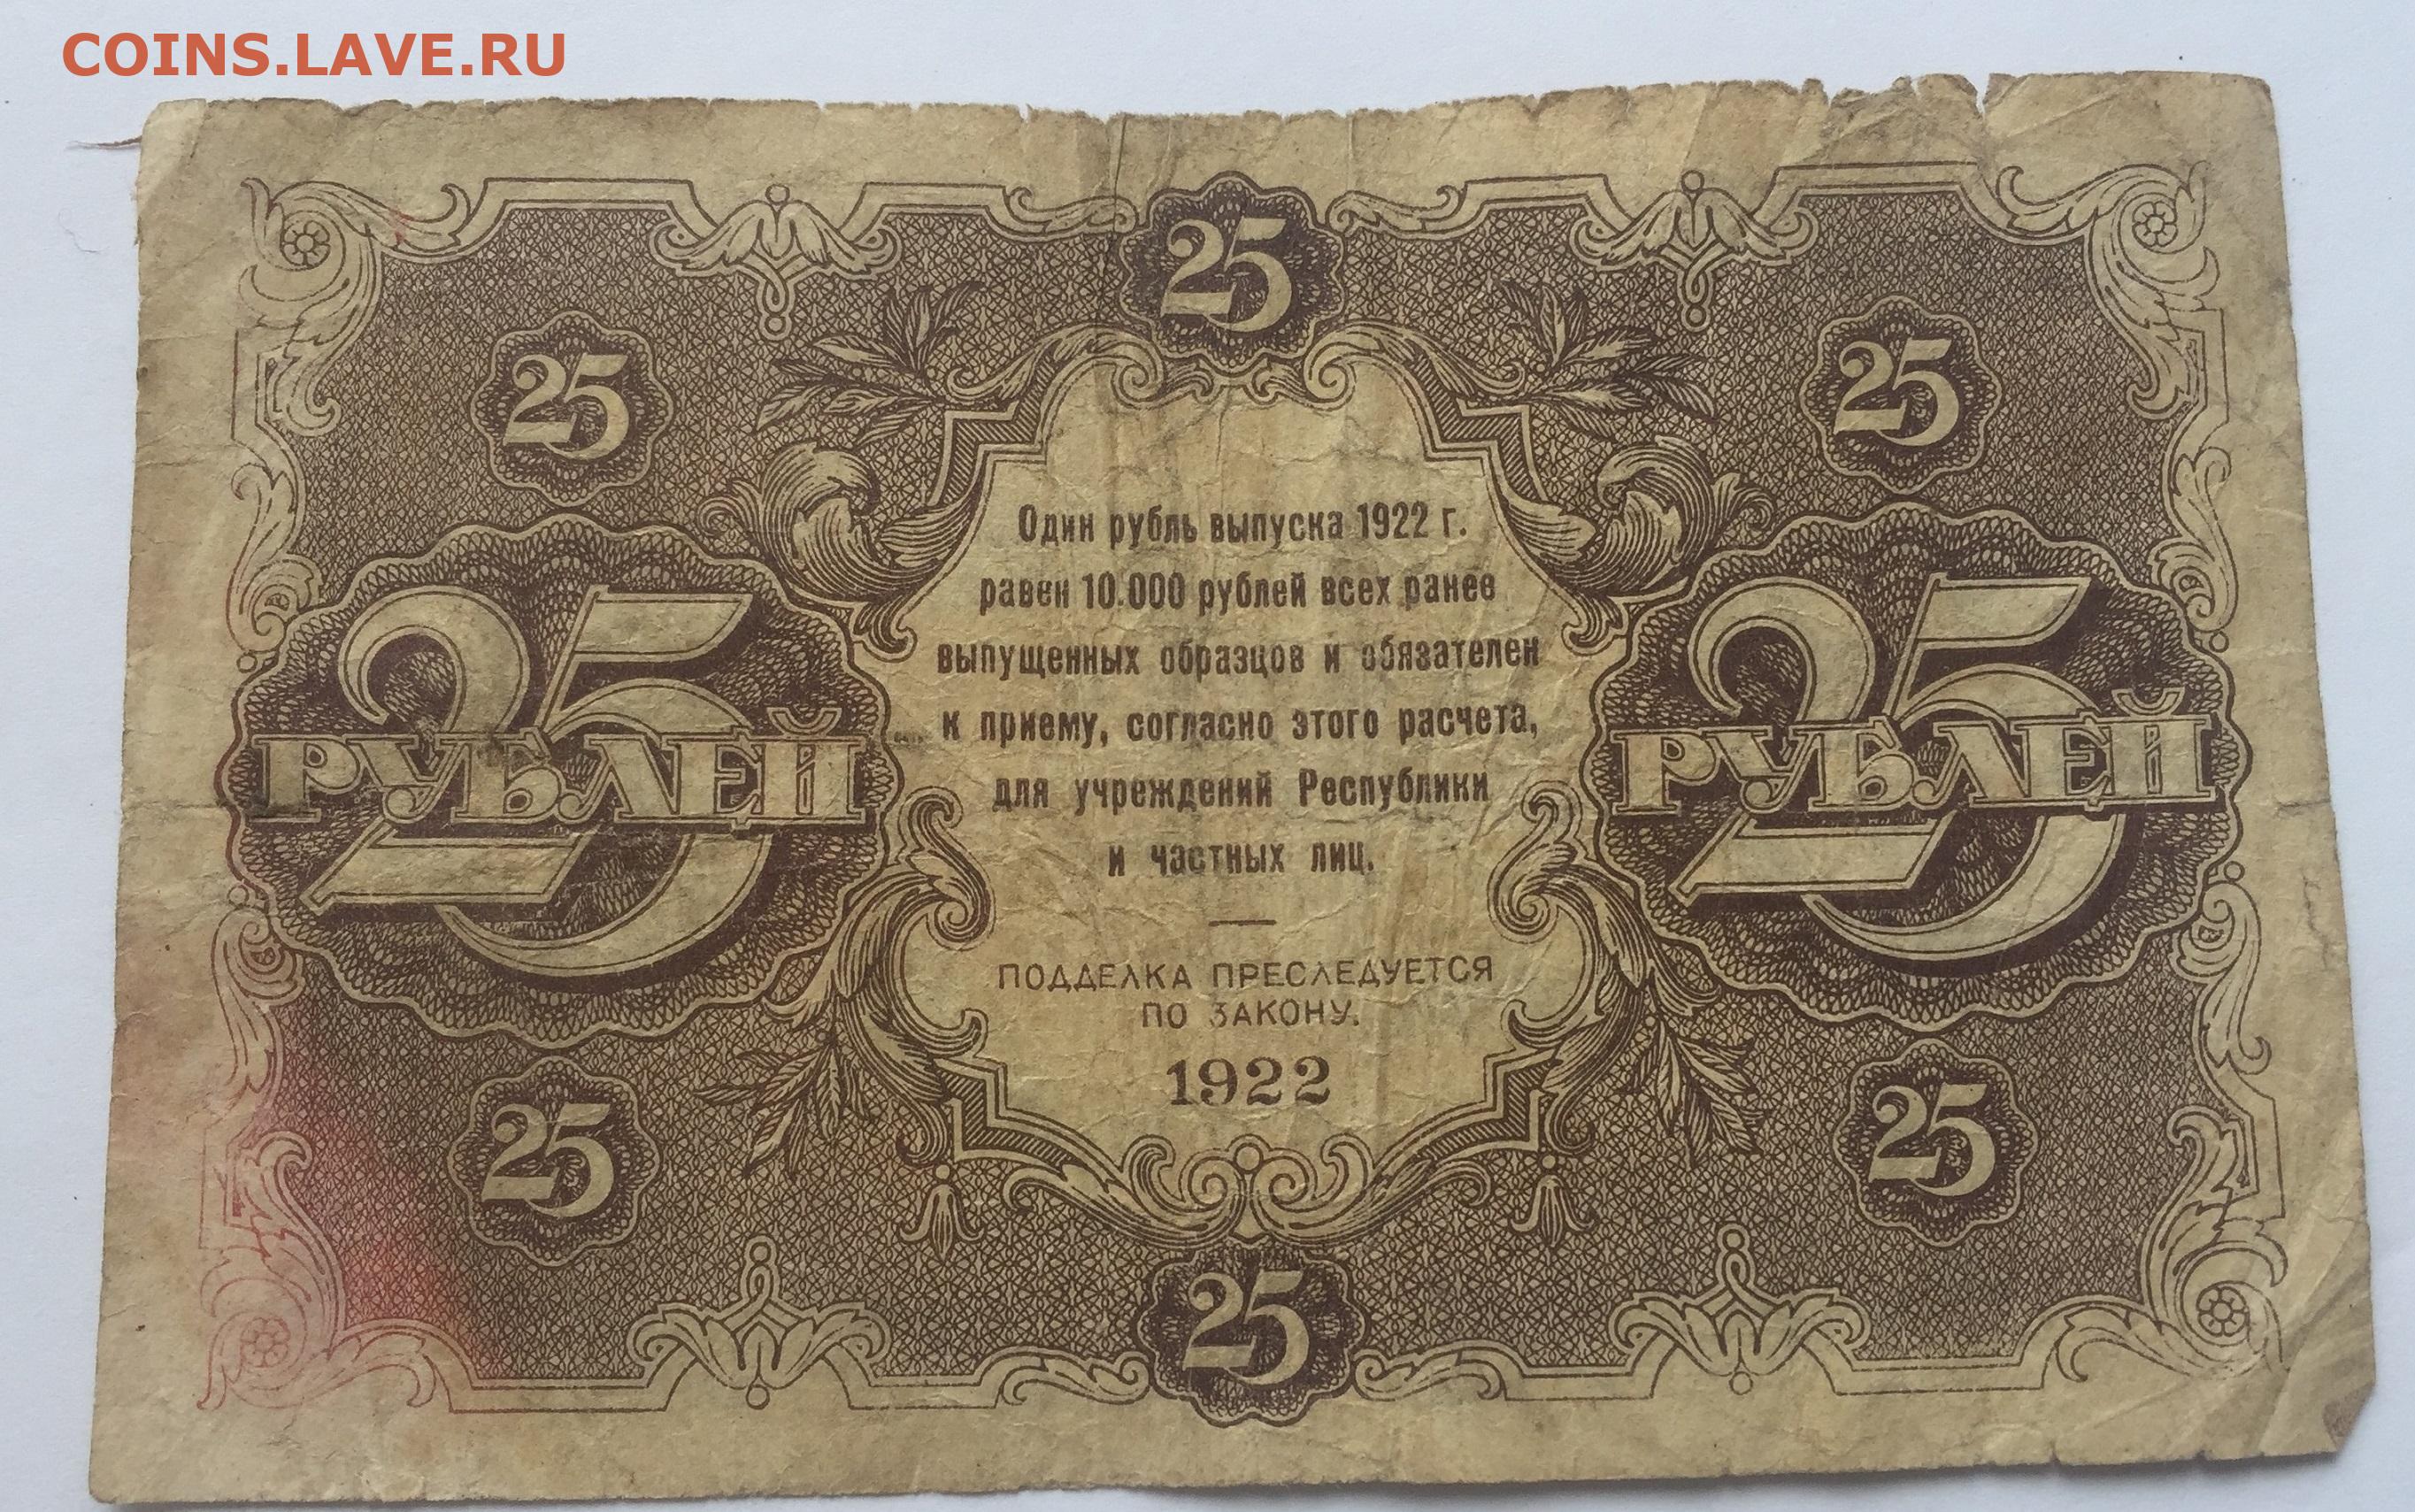 COINS.LAVE.RU
25
25
25
Один рубль выпуска 1922 г.
равен 10.000 рублей всех ранее
выпущенных образцов и обязателен
к приему, согласно этого расчета,
для учреждений Республики
и частных лиц.
25 РУБЛЕЙ
25 РУБЛЕЙ
ПОДДЕЛКА ПРЕСЛЕДУЕТСЯ
ПО ЗАКОНУ.
1922
25
25
25